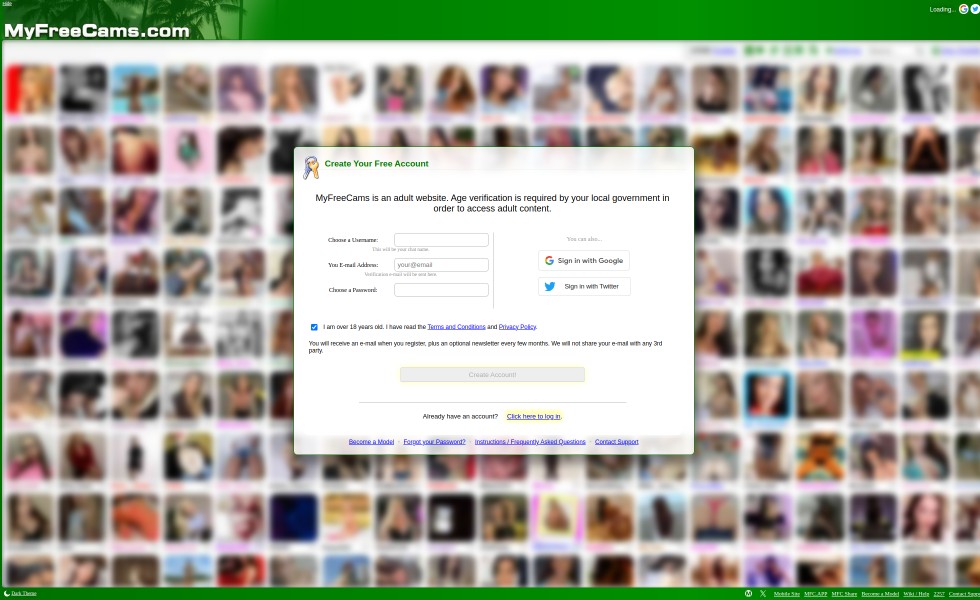 Hide
Loading...
MyFreeCams.com
Create Your Free Account
MyFreeCams is an adult website. Age verification is required by your local government in
order to access adult content.
Choose a Username:
This will be your chat name.
You E-mail Address:
your@email
Verification e-mail will be sent here.
Choose a Password:
You can also...
Sign in with Google
Sign in with Twitter
I am over 18 years old. I have read the Terms and Conditions and Privacy Policy.
You will receive an e-mail when you register, plus an optional newsletter every few months. We will not share your e-mail with any 3rd
party.
Create Account!
Already have an account? Click here to log in.
Become a Model - Forgot your Password? - Instructions / Frequently Asked Questions - Contact Support
Dark Theme
Mobile Site MFC.APP MFC Share Become a Model Wiki / Help 2257 Contact